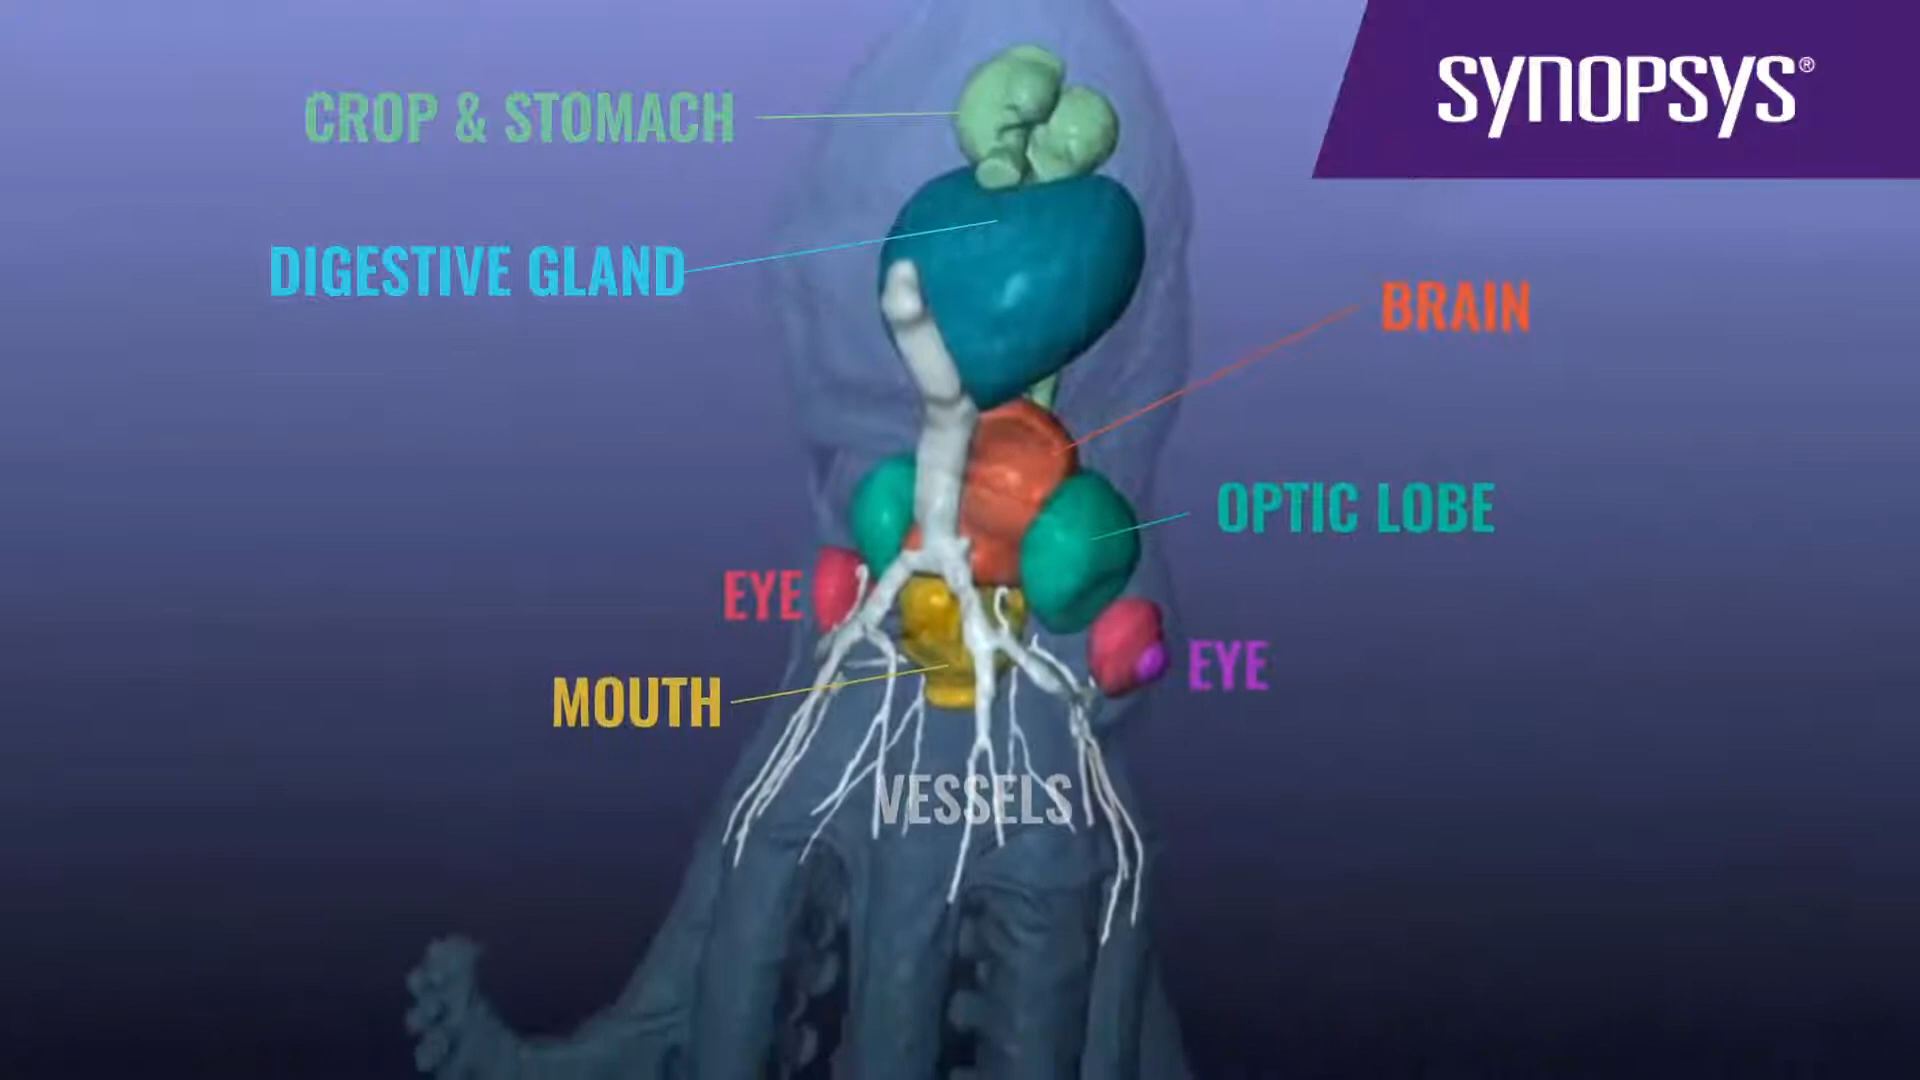 SYNOPSYS®
CROP & STOMACH
DIGESTIVE GLAND
BRAIN
OPTIC LOBE
EYE
EYE
MOUTH
VESSELS